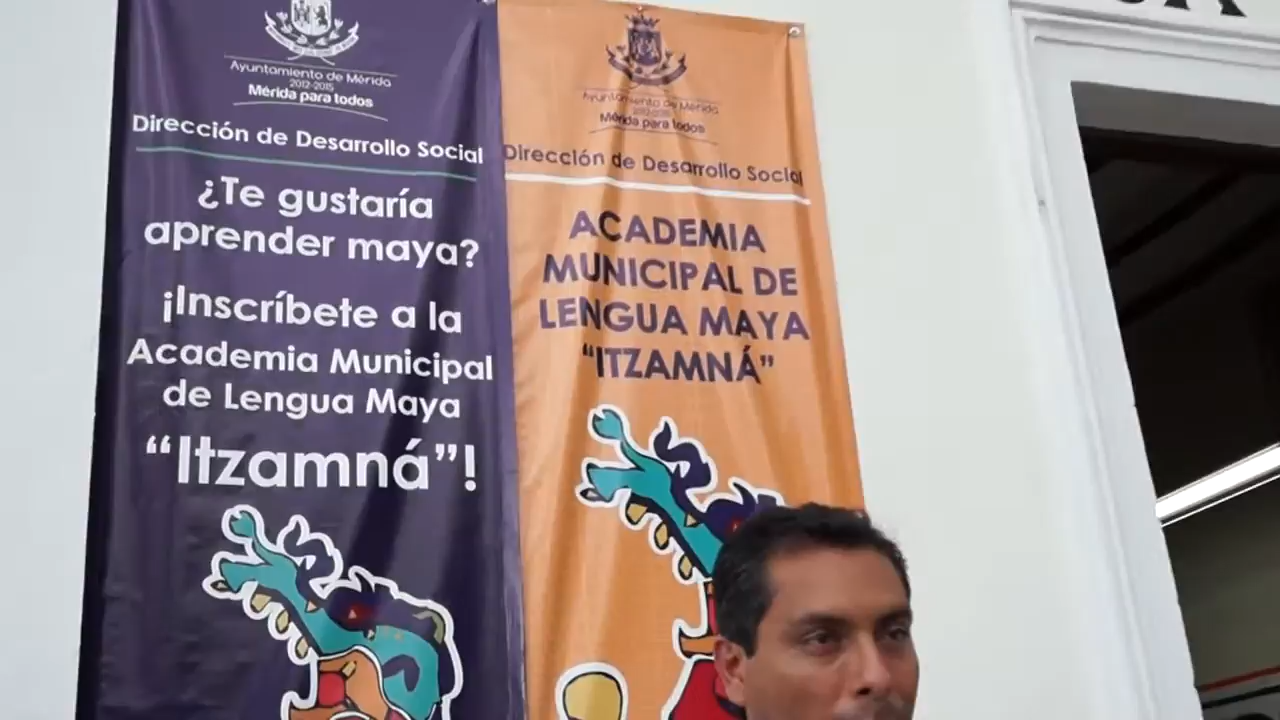 Ayuntamiento de Mérida
2012-2015
Mérida para todos
Dirección de Desarrollo Social
¿Te gustaría
aprender maya?
¡Inscríbete a la
Academia Municipal
de Lengua Maya
“Itzamná”!
Ayuntamiento de Mérida
2012-2015
Mérida para todos
Dirección de Desarrollo Social
ACADEMIA
MUNICIPAL DE
LENGUA MAYA
“ITZAMNÁ”